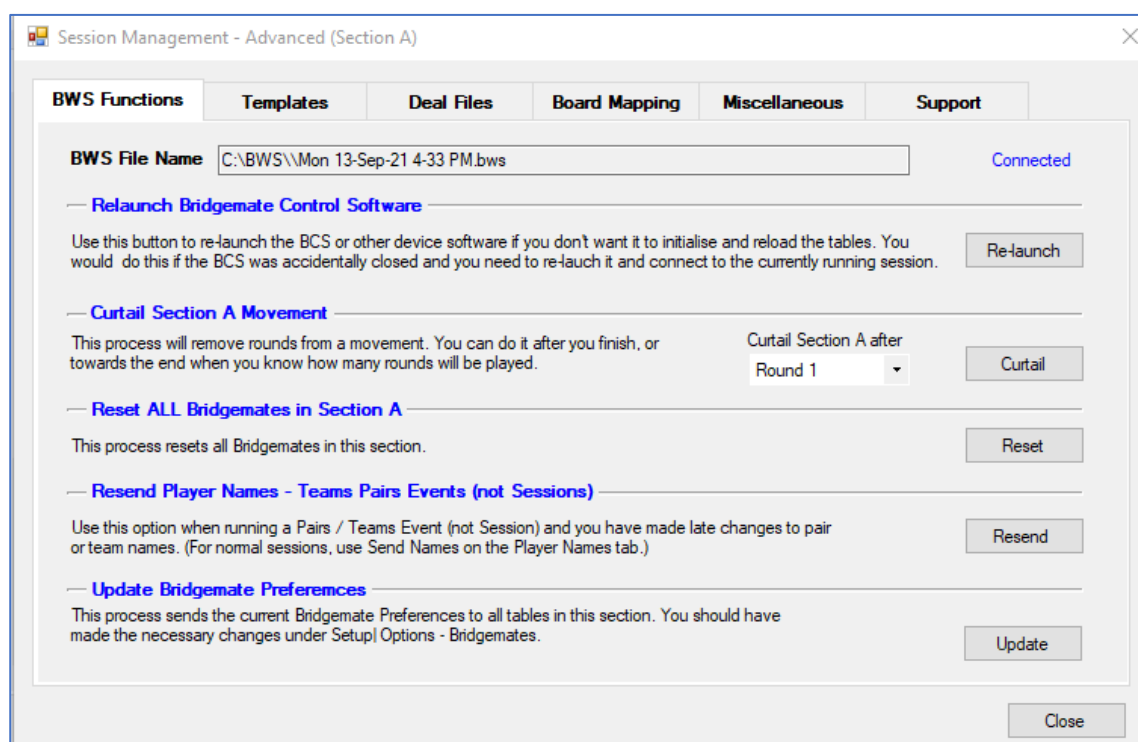 Session Management - Advanced (Section A)
BWS Functions Templates Deal Files Board Mapping Miscellaneous Support
BWS File Name C:\BWS\\Mon 13-Sep-21 4-33 PM.bws Connected
Relaunch Bridgemate Control Software
Use this button to re-launch the BCS or other device software if you don't want it to initialise and reload the tables. You
would do this if the BCS was accidentally closed and you need to re-lauch it and connect to the currently running session.
Re-launch
Curtail Section A Movement
This process will remove rounds from a movement. You can do it after you finish, or
towards the end when you know how many rounds will be played.
Curtail Section A after
Round 1
Curtail
Reset ALL Bridgemates in Section A
This process resets all Bridgemates in this section.
Reset
Resend Player Names - Teams Pairs Events (not Sessions)
Use this option when running a Pairs / Teams Event (not Session) and you have made late changes to pair
or team names. (For normal sessions, use Send Names on the Player Names tab.)
Resend
Update Bridgemate Preferemces
This process sends the current Bridgemate Preferences to all tables in this section. You should have
made the necessary changes under Setup| Options - Bridgemates.
Update
Close